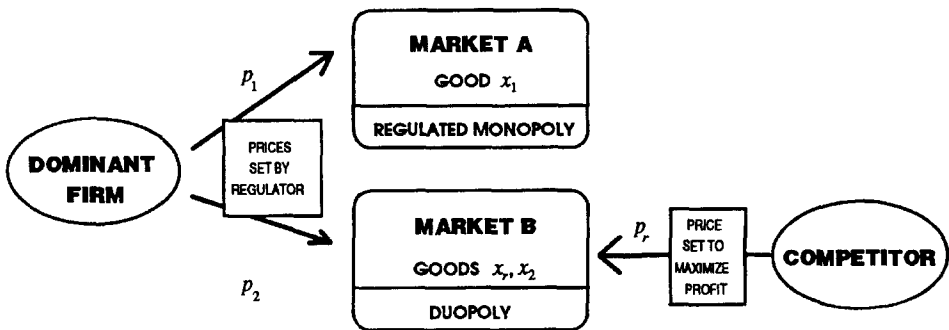 MARKET A
GOOD x₁
REGULATED MONOPOLY
p₁
PRICES
SET BY
REGULATOR
DOMINANT
FIRM
p₂
MARKET B
GOODS xᵣ, x₂
DUOPOLY
pᵣ
PRICE
SET TO
MAXIMIZE
PROFIT
COMPETITOR